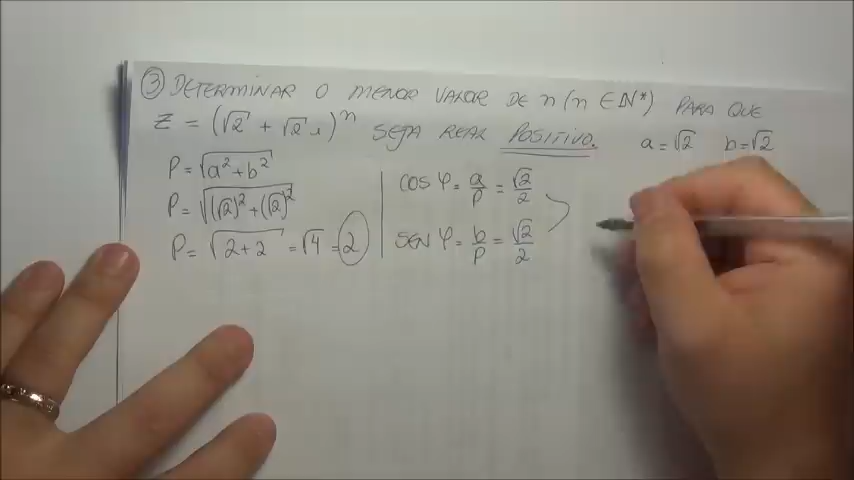 ③ DETERMINAR O MENOR VALOR DE n (n ∈ N*) PARA QUE
Z = (√2 + √2 i)^n SEJA REAL POSITIVO. a = √2 b = √2
ρ = √(a² + b²)
ρ = √((√2)² + (√2)²)
ρ = √(2 + 2) = √4 = 2
COS φ = a/ρ = √2/2
SEN φ = b/ρ = √2/2